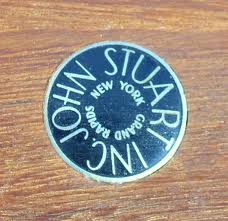 JOHN STUART INC.
NEW YORK GRAND RAPIDS